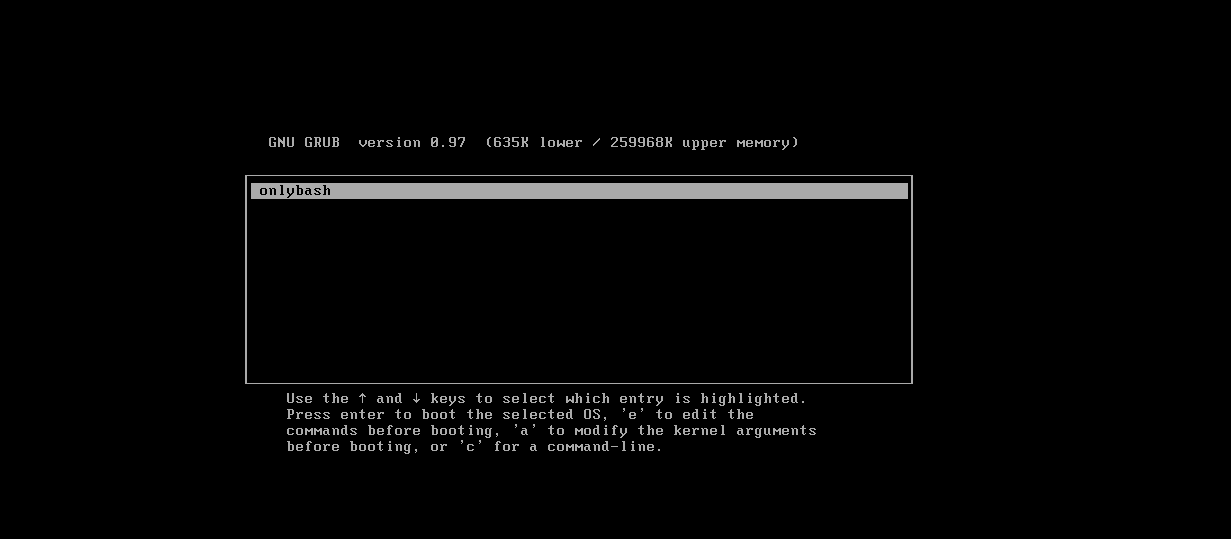 GNU GRUB  version 0.97  (635K lower / 259968K upper memory)
onlybash
Use the ↑ and ↓ keys to select which entry is highlighted.
Press enter to boot the selected OS, 'e' to edit the
commands before booting, 'a' to modify the kernel arguments
before booting, or 'c' for a command-line.